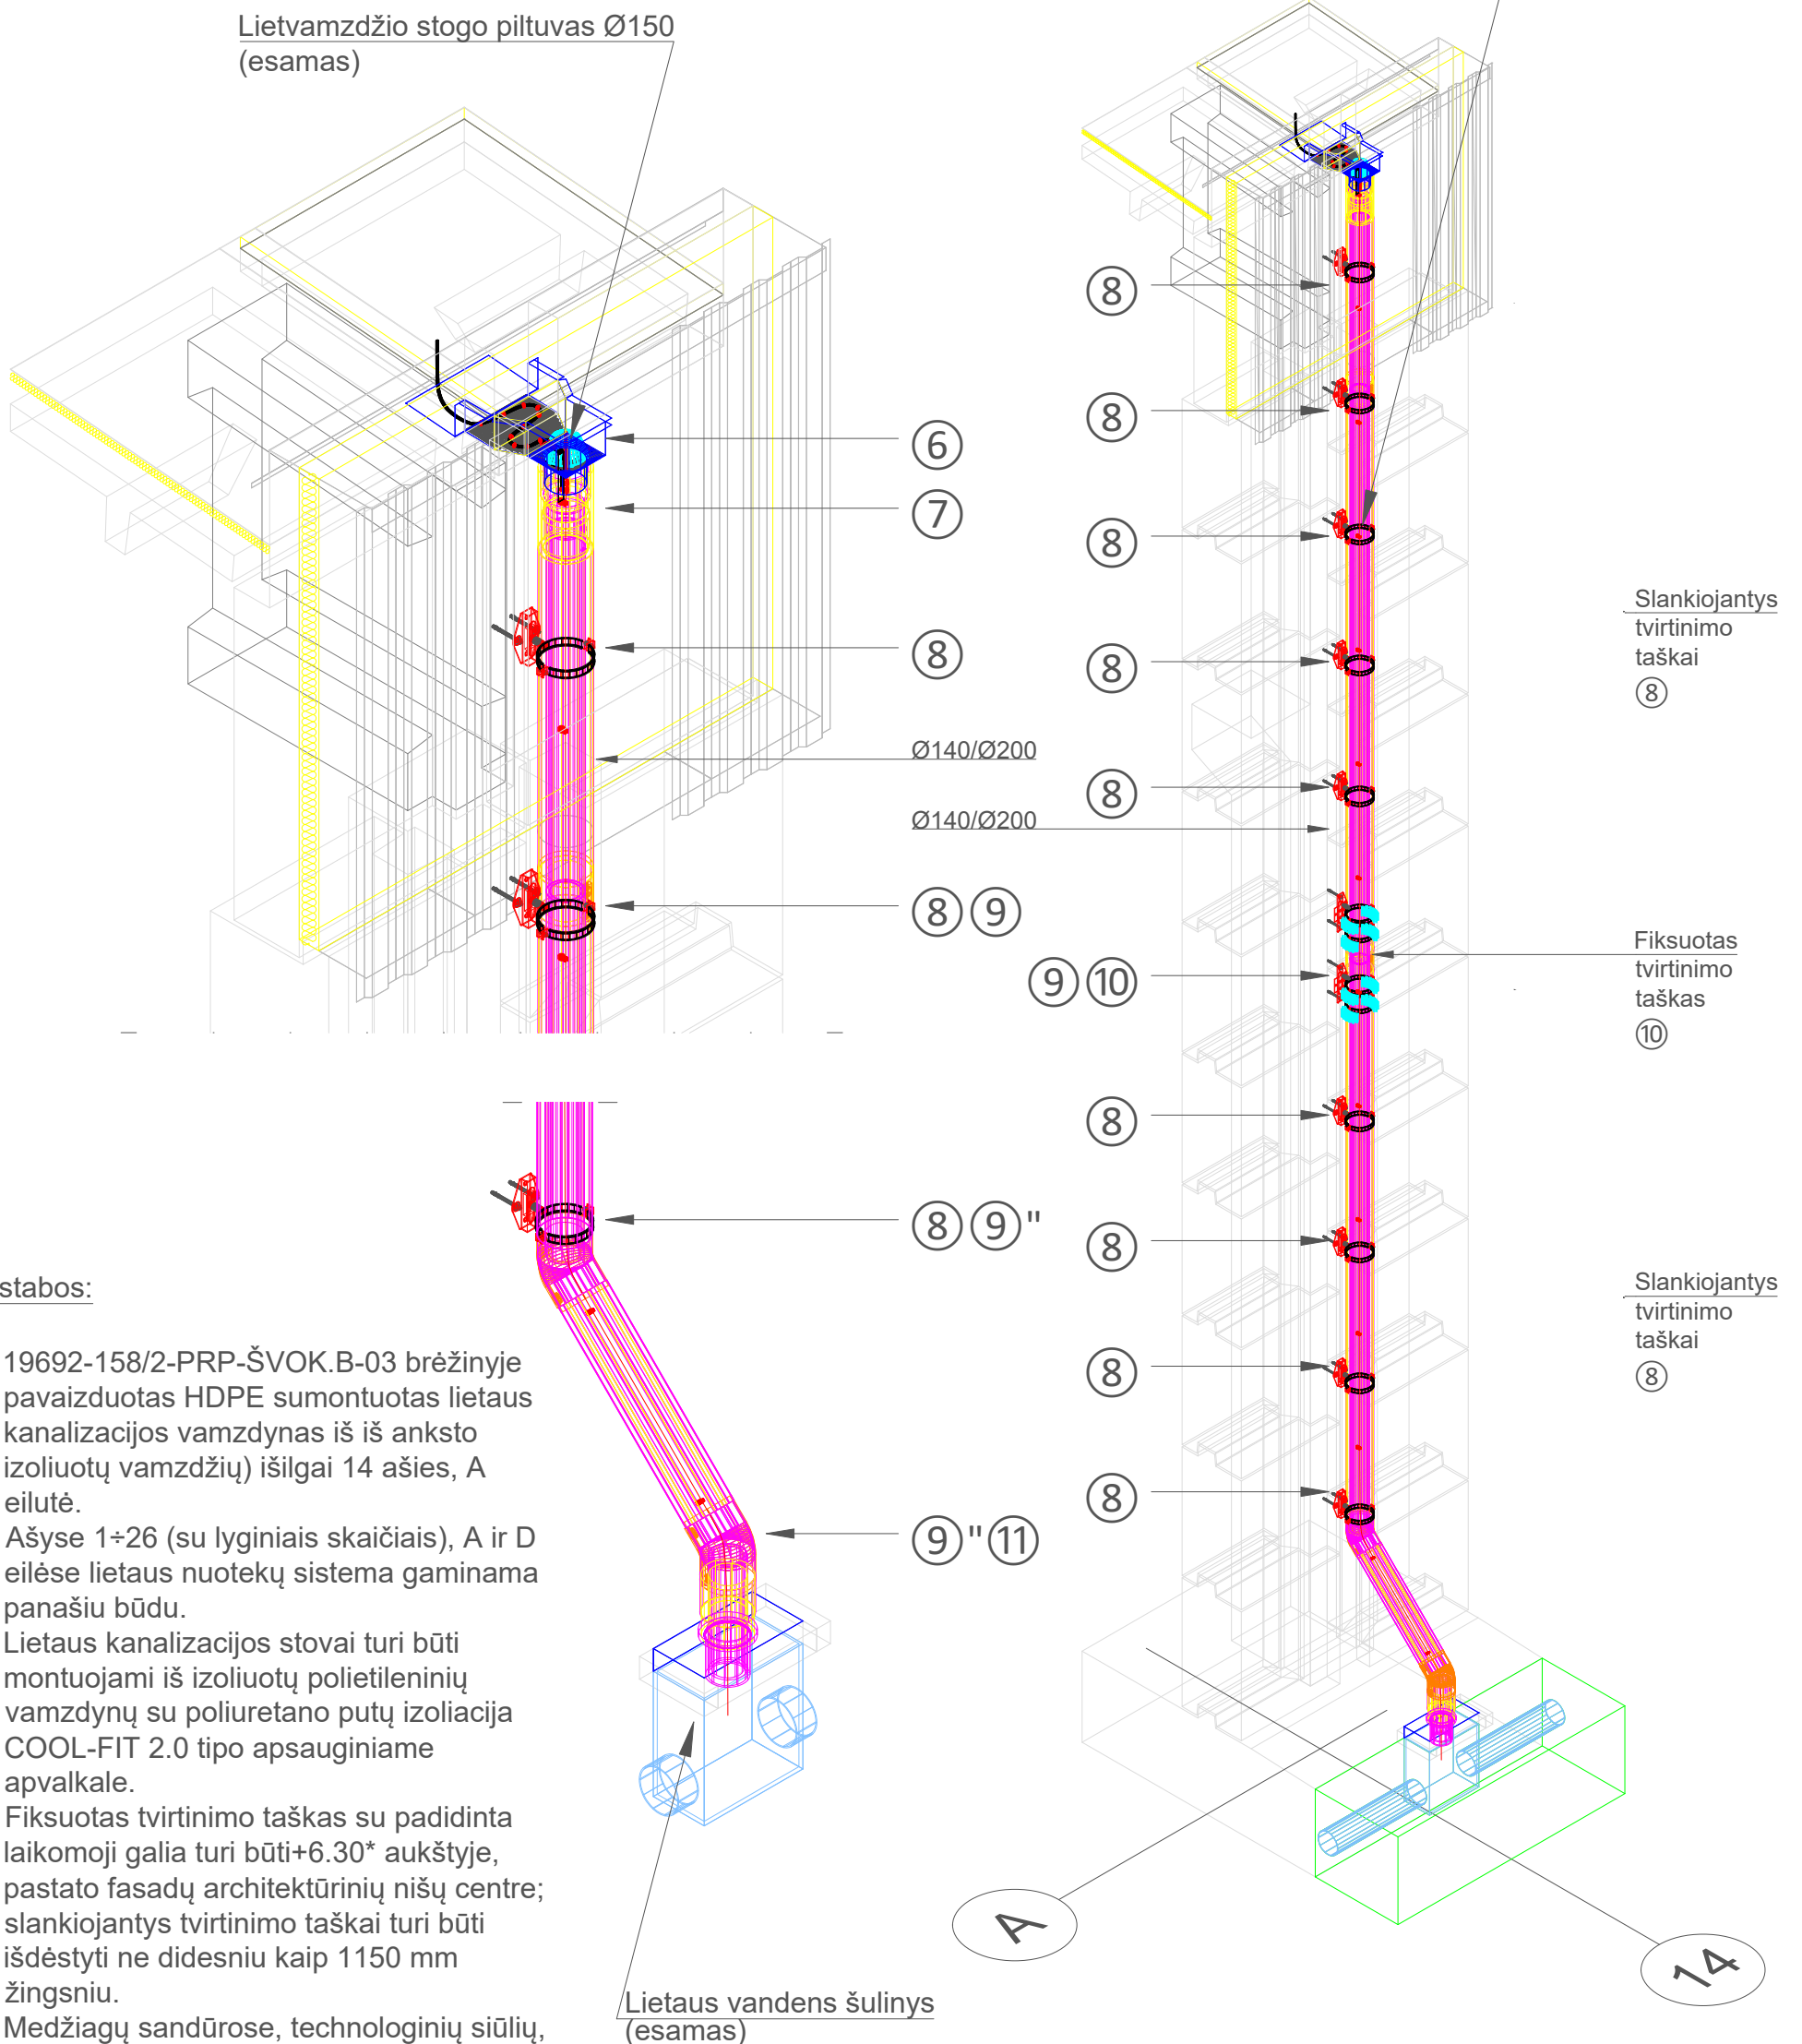 Lietvamzdžio stogo piltuvas Ø150
(esamas)
6
7
8
Ø140/Ø200
Ø140/Ø200
8 9
8 9"
9" 11
8
8
8
8
8
9 10
8
8
8
8
Slankiojantys
tvirtinimo
taškai
8
Fiksuotas
tvirtinimo
taškas
10
Slankiojantys
tvirtinimo
taškai
8
stabos:
19692-158/2-PRP-ŠVOK.B-03 brėžinyje
pavaizduotas HDPE sumontuotas lietaus
kanalizacijos vamzdynas iš iš anksto
izoliuotų vamzdžių) išilgai 14 ašies, A
eilutė.
Ašyse 1÷26 (su lyginiais skaičiais), A ir D
eilėse lietaus nuotekų sistema gaminama
panašiu būdu.
Lietaus kanalizacijos stovai turi būti
montuojami iš izoliuotų polietileninių
vamzdynų su poliuretano putų izoliacija
COOL-FIT 2.0 tipo apsauginiame
apvalkale.
Fiksuotas tvirtinimo taškas su padidinta
laikomoji galia turi būti+6.30* aukštyje,
pastato fasadų architektūrinių nišų centre;
slankiojantys tvirtinimo taškai turi būti
išdėstyti ne didesniu kaip 1150 mm
žingsniu.
Medžiagų sandūrose, technologinių siūlių,
Lietaus vandens šulinys
(esamas)
A
14